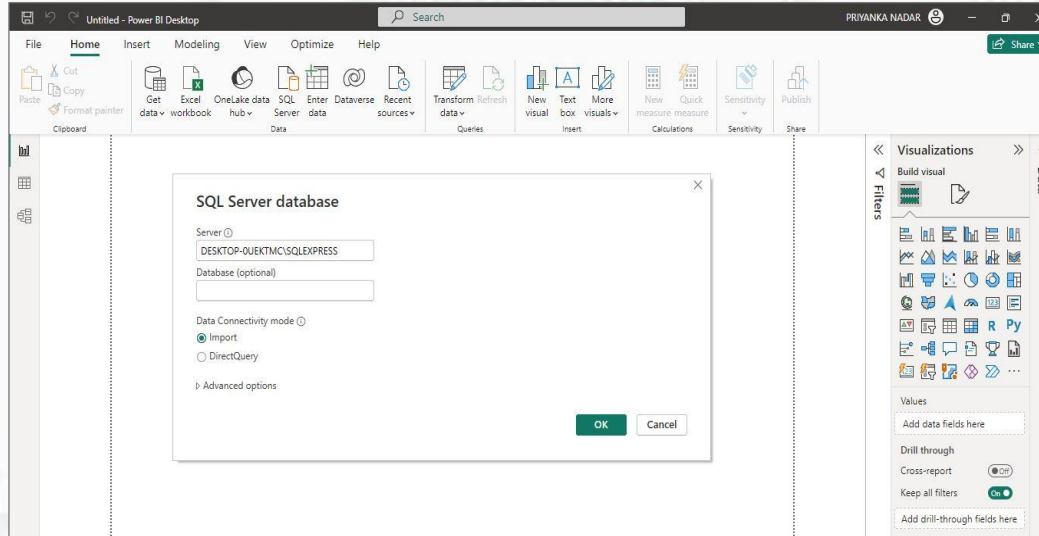 Untitled - Power BI Desktop
Search
PRIYANKA NADAR
File Home Insert Modeling View Optimize Help
Share
Paste
Cut
Copy
Format painter
Clipboard
Get data
Excel workbook
OneLake data hub
SQL Server
Enter data
Dataverse
Recent sources
Data
Transform data
Refresh
Queries
New visual
Text box
More visuals
Insert
New measure
Quick measure
Calculations
Sensitivity
Sensitivity
Publish
Share
SQL Server database
Server
DESKTOP-0UEKTMC\SQLEXPRESS
Database (optional)
Data Connectivity mode
Import
DirectQuery
Advanced options
OK Cancel
Filters
Visualizations
Build visual
123
R Py
Values
Add data fields here
Drill through
Cross-report Off
Keep all filters On
Add drill-through fields here